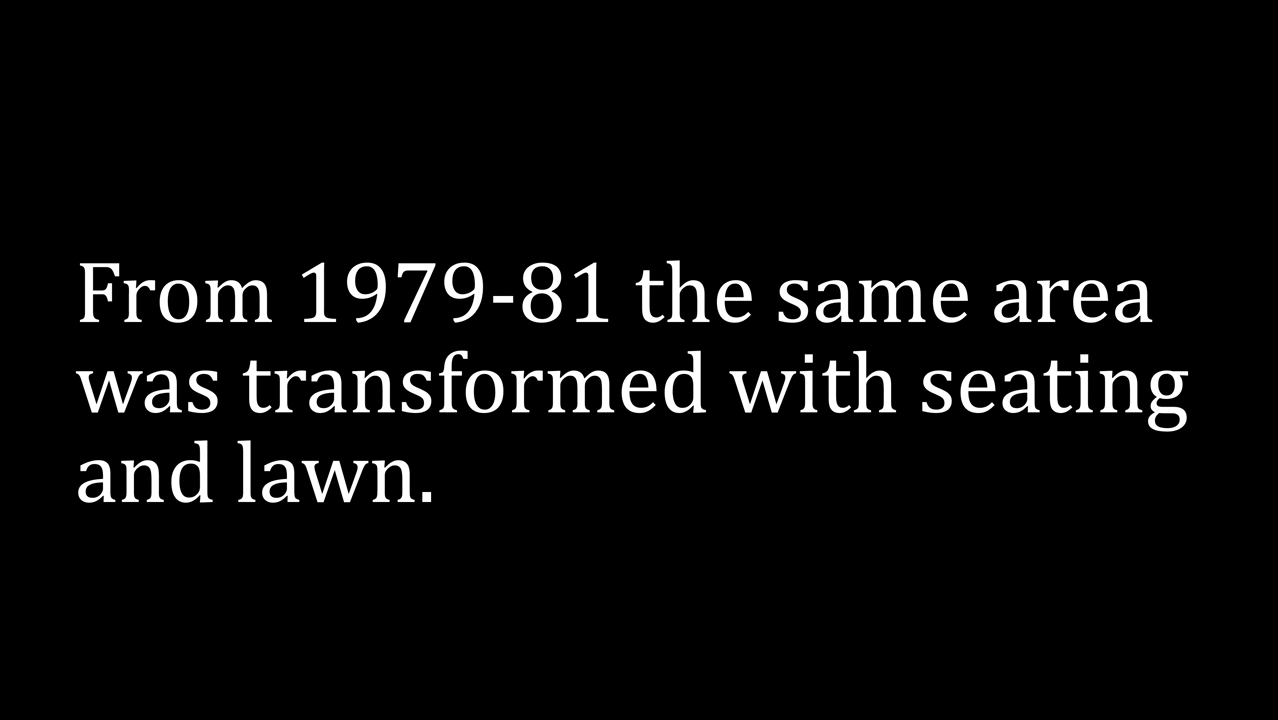 From 1979-81 the same area
was transformed with seating
and lawn.